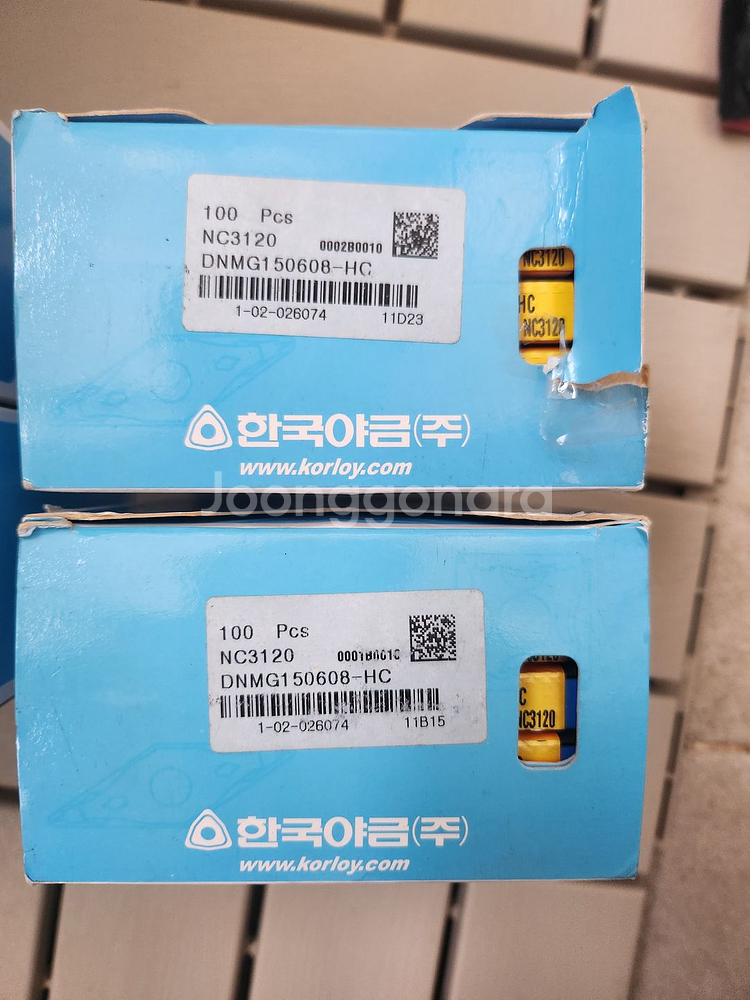 100 Pcs
NC3120 0002B0010
DNMG150608-HC
1-02-026074 11D23
NC3120
HC
NC3120
한국야금(주)
www.korloy.com
Joonggonara
100 Pcs
NC3120 0001B0010
DNMG150608-HC
1-02-026074 11B15
C
NC3120
한국야금(주)
www.korloy.com